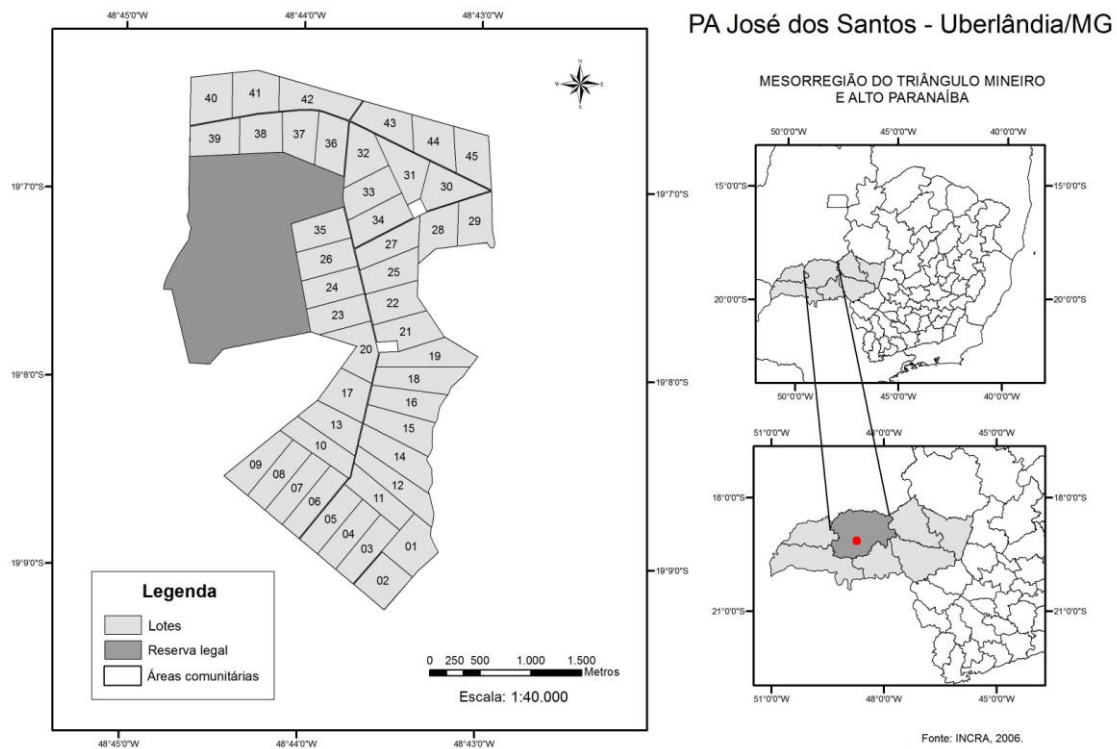 PA José dos Santos - Uberlândia/MG
48°45'0"W 48°44'0"W 48°43'0"W
N
W E
S
40 41 42
43 44 45
39 38 37 36 32
31 30
33
19°7'0"S 19°7'0"S
34 28 29
35 27
26 25
24 22
23 21
20 19
19°8'0"S 19°8'0"S
18
17 16
13 15
10 14
09 08 07 06 12
11
05 04 03 01
02
19°9'0"S 19°9'0"S
Legenda
Lotes
Reserva legal
Áreas comunitárias
0 250 500 1.000 1.500
Metros
Escala: 1:40.000
48°45'0"W 48°44'0"W 48°43'0"W
MESORREGIÃO DO TRIÂNGULO MINEIRO
E ALTO PARANAÍBA
50°0'0"W 45°0'0"W 40°0'0"W
15°0'0"S 15°0'0"S
20°0'0"S 20°0'0"S
50°0'0"W 45°0'0"W 40°0'0"W
51°0'0"W 48°0'0"W 45°0'0"W
18°0'0"S 18°0'0"S
21°0'0"S 21°0'0"S
51°0'0"W 48°0'0"W 45°0'0"W
Fonte: INCRA, 2006.